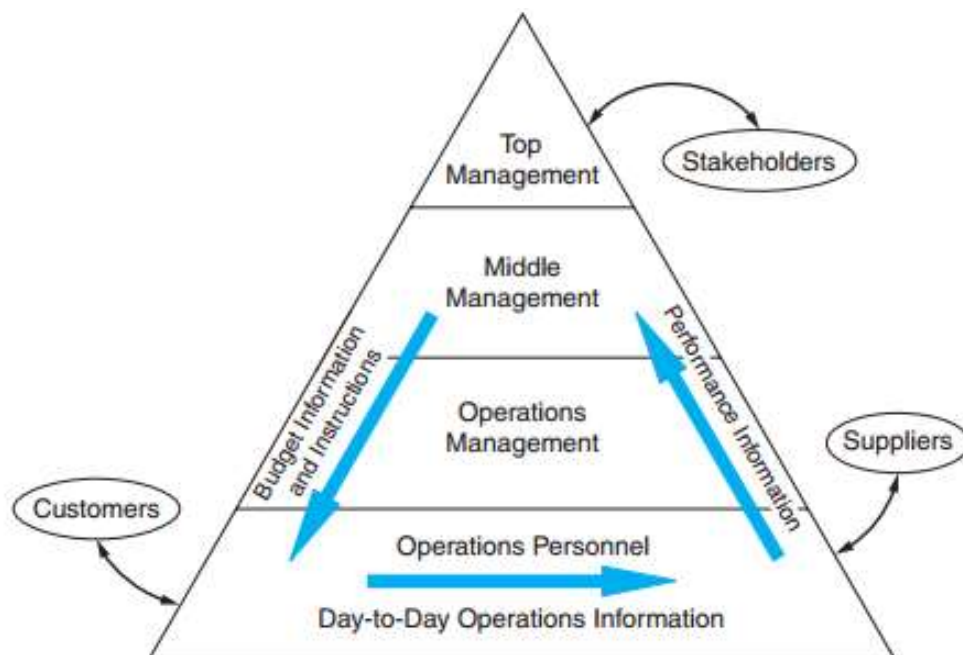 Top
Management
Stakeholders
Middle
Management
Budget Information
and Instructions
Performance Information
Operations
Management
Suppliers
Customers
Operations Personnel
Day-to-Day Operations Information